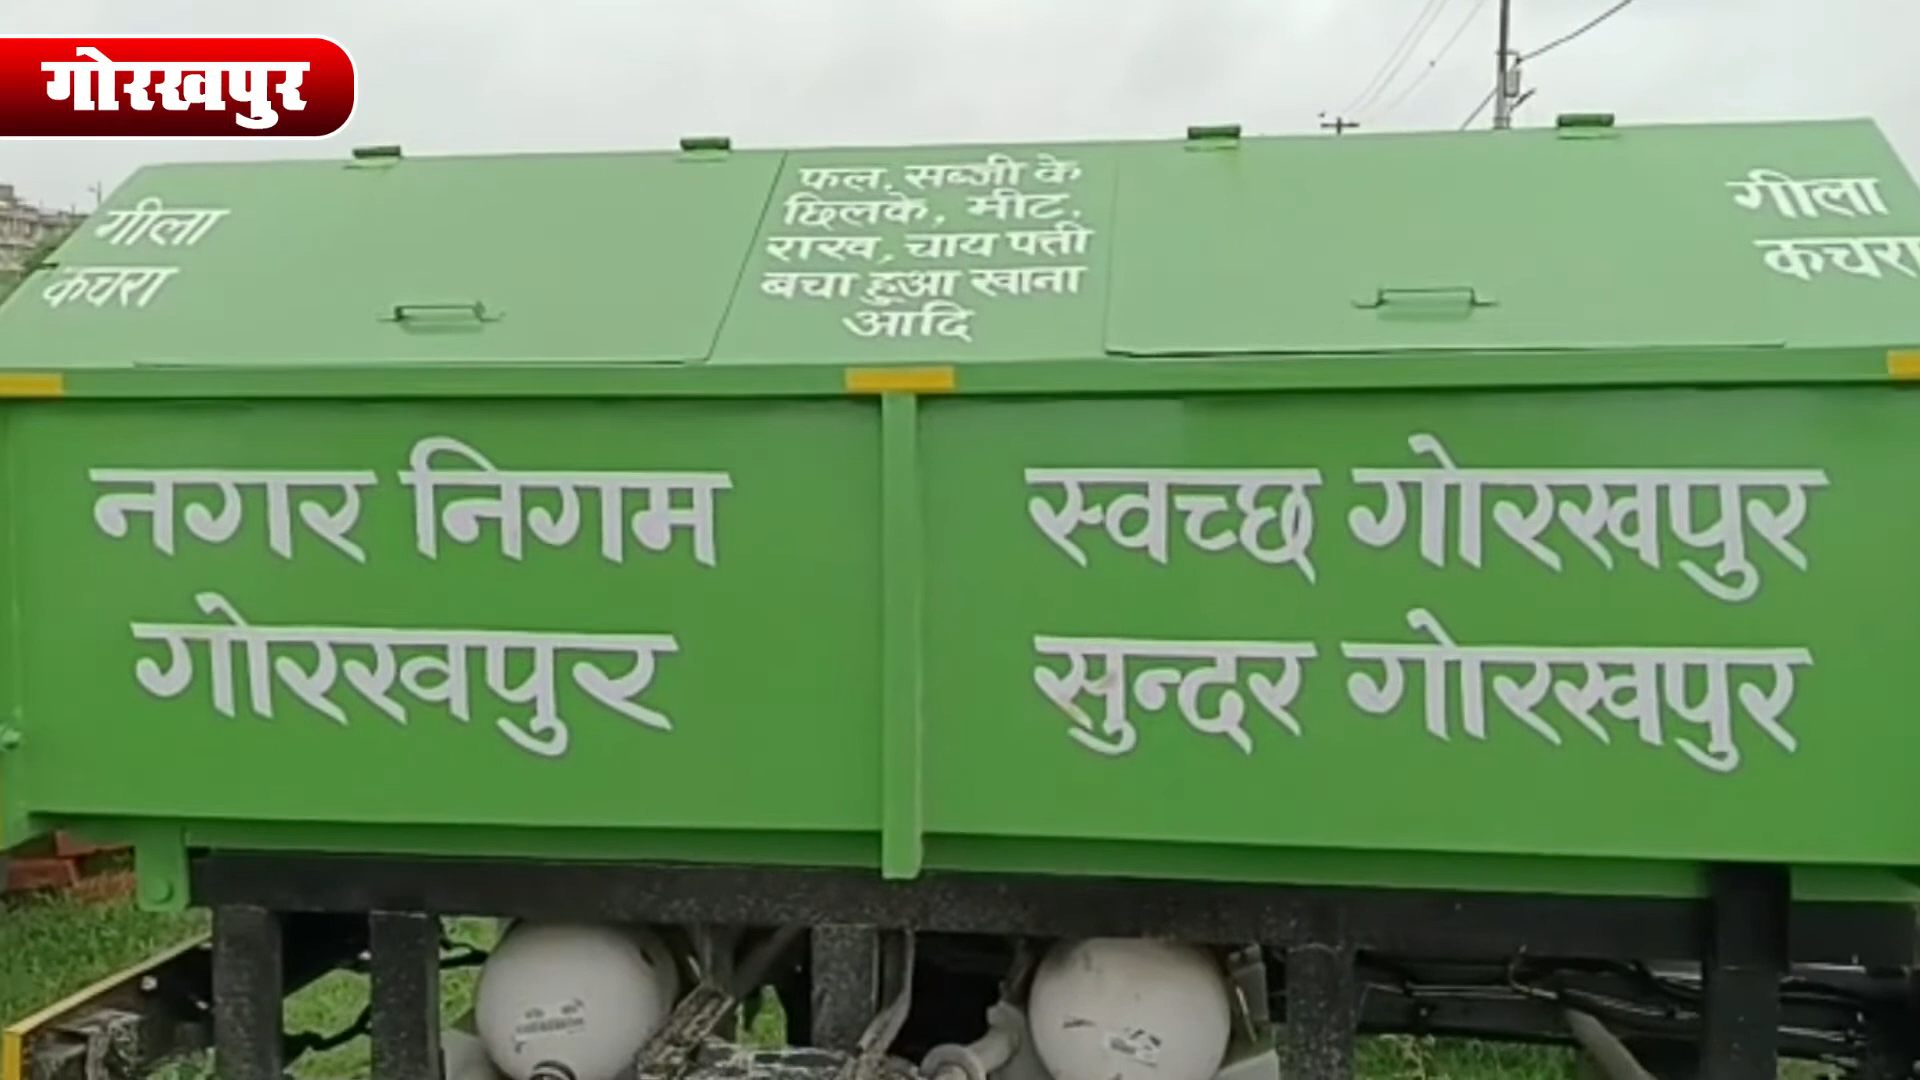 गोरखपुर
गीला
कचरा
फल, सब्जी के
छिलके, मीट,
राख, चाय पत्ती
बचा हुआ खाना
आदि
गीला
कचरा
नगर निगम
गोरखपुर
स्वच्छ गोरखपुर
सुन्दर गोरखपुर